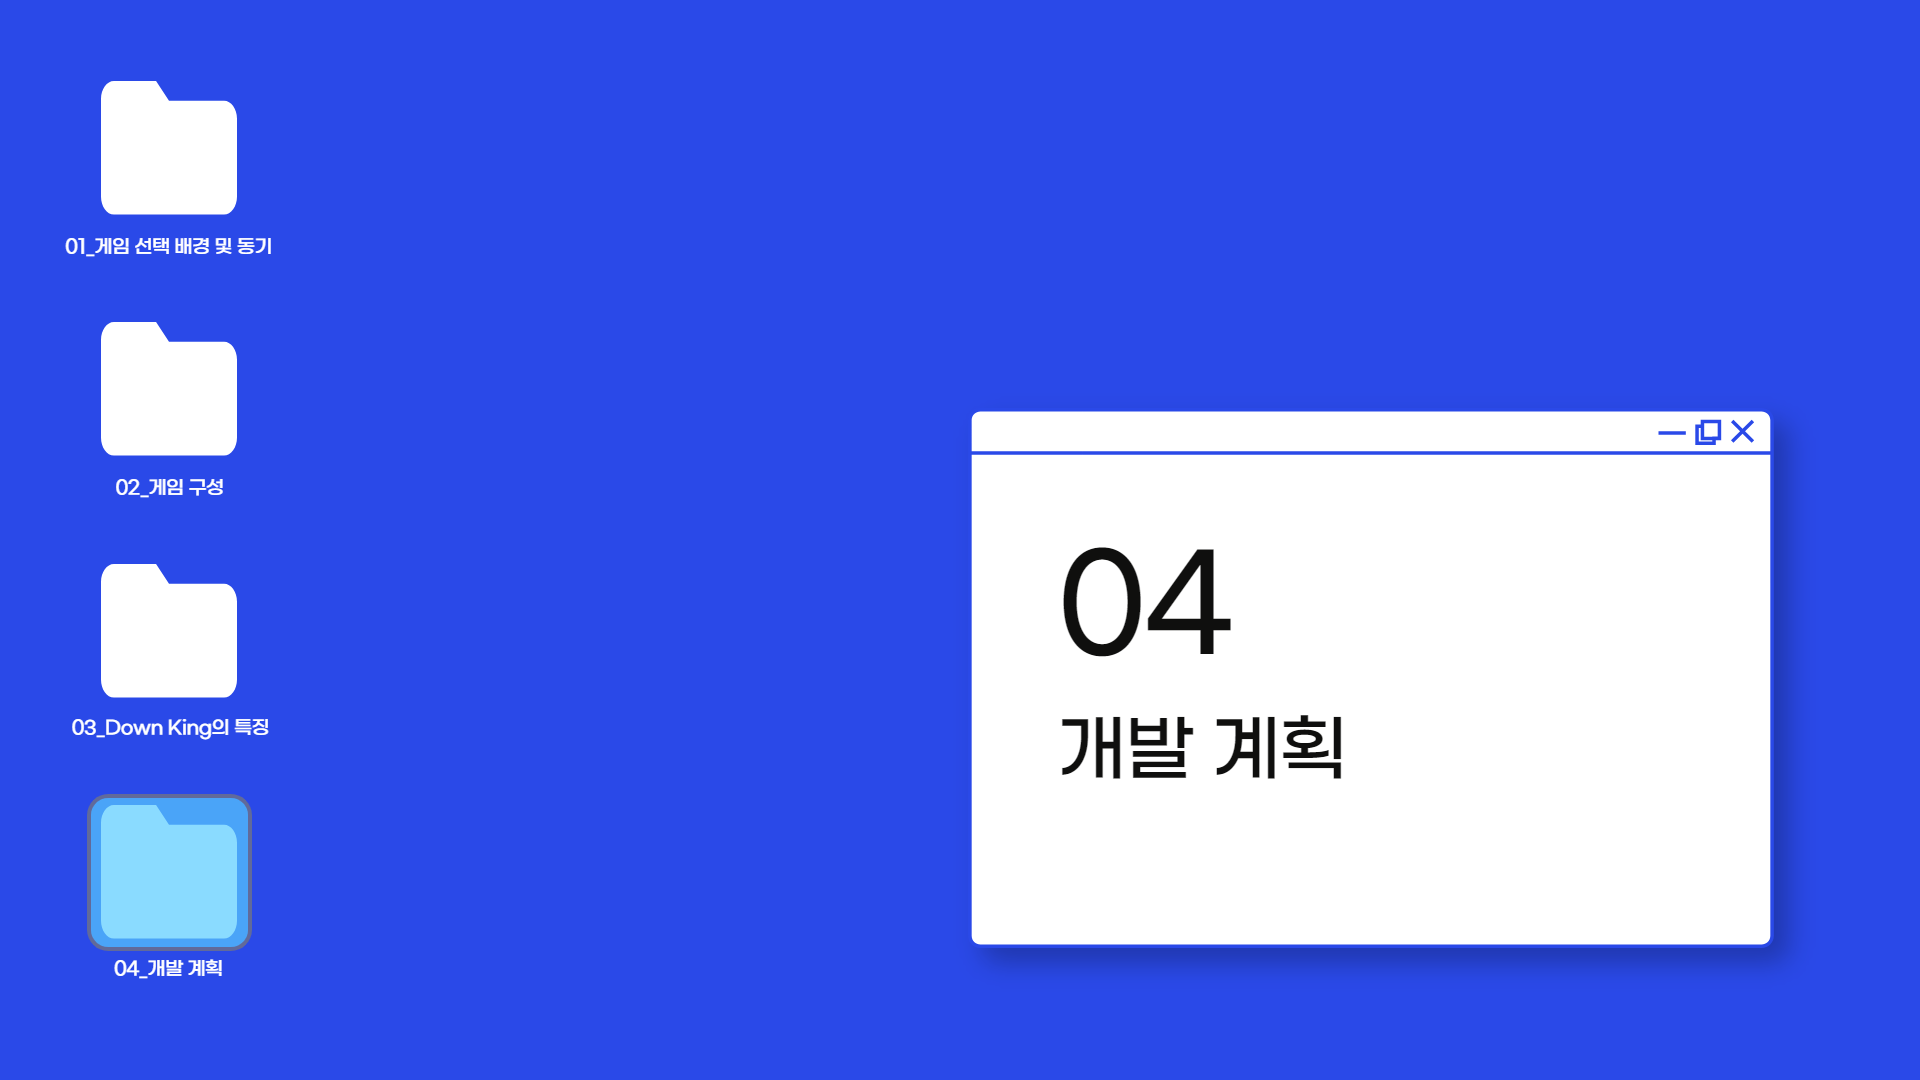 01_게임 선택 배경 및 동기
02_게임 구성
03_Down King의 특징
04_개발 계획
04
개발 계획